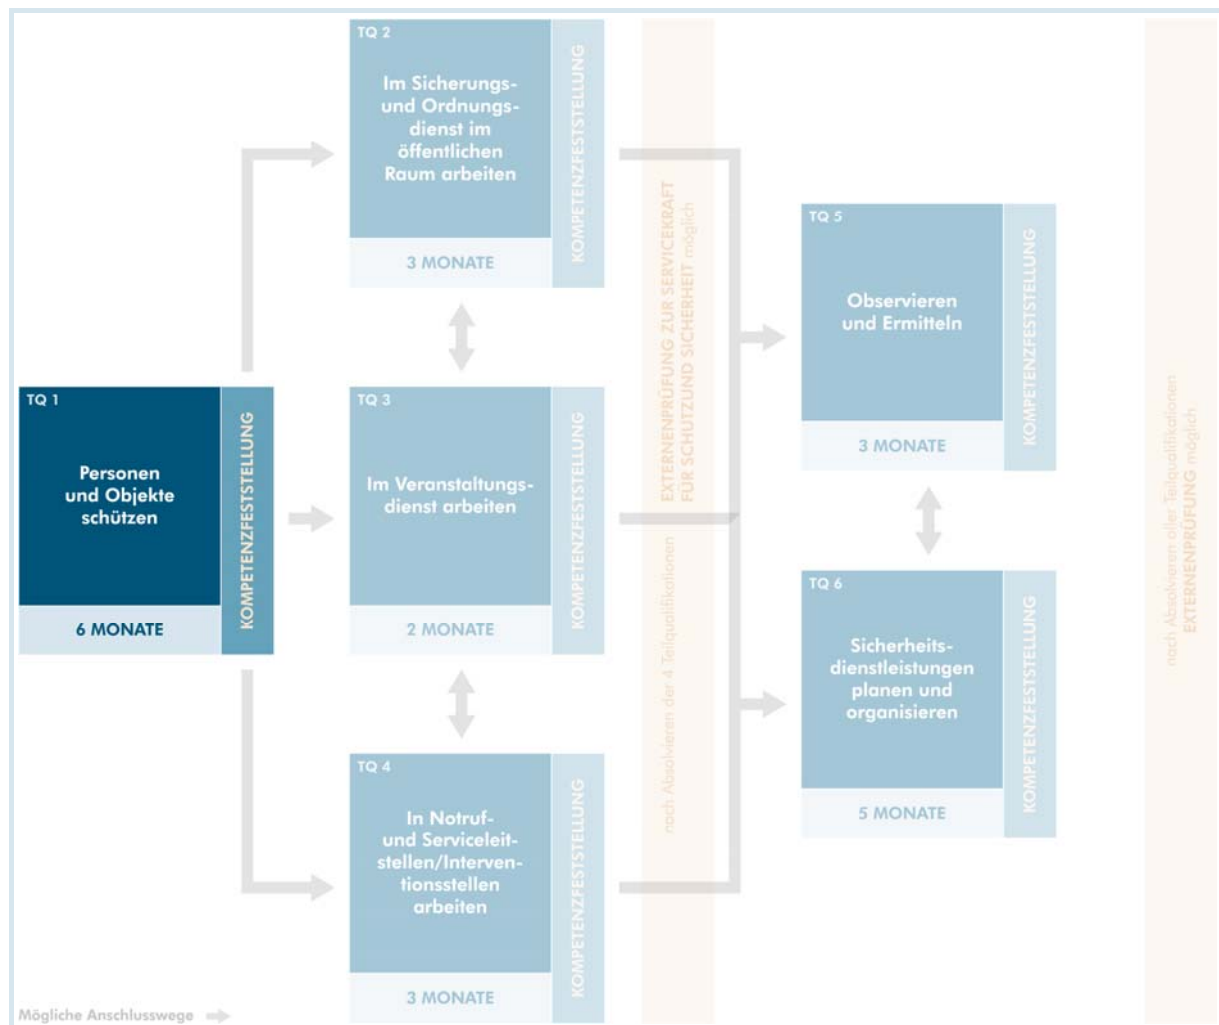 TQ 1
Personen
und Objekte
schützen
6 MONATE
KOMPETENZFESTSTELLUNG
TQ 2
Im Sicherungs-
und Ordnungs-
dienst im
öffentlichen
Raum arbeiten
3 MONATE
KOMPETENZFESTSTELLUNG
TQ 3
Im Veranstaltungs-
dienst arbeiten
2 MONATE
KOMPETENZFESTSTELLUNG
TQ 4
In Notruf-
und Serviceleit-
stellen/Interven-
tionsstellen
arbeiten
3 MONATE
KOMPETENZFESTSTELLUNG
nach Absolvieren der 4 Teilqualifikationen EXTERNENPRÜFUNG ZUR SERVICEKRAFT
FÜR SCHUTZUND SICHERHEIT möglich
TQ 5
Observieren
und Ermitteln
3 MONATE
KOMPETENZFESTSTELLUNG
TQ 6
Sicherheits-
dienstleistungen
planen und
organisieren
5 MONATE
KOMPETENZFESTSTELLUNG
nach Absolvieren aller Teilqualifikationen
EXTERNENPRÜFUNG möglich
Mögliche Anschlusswege